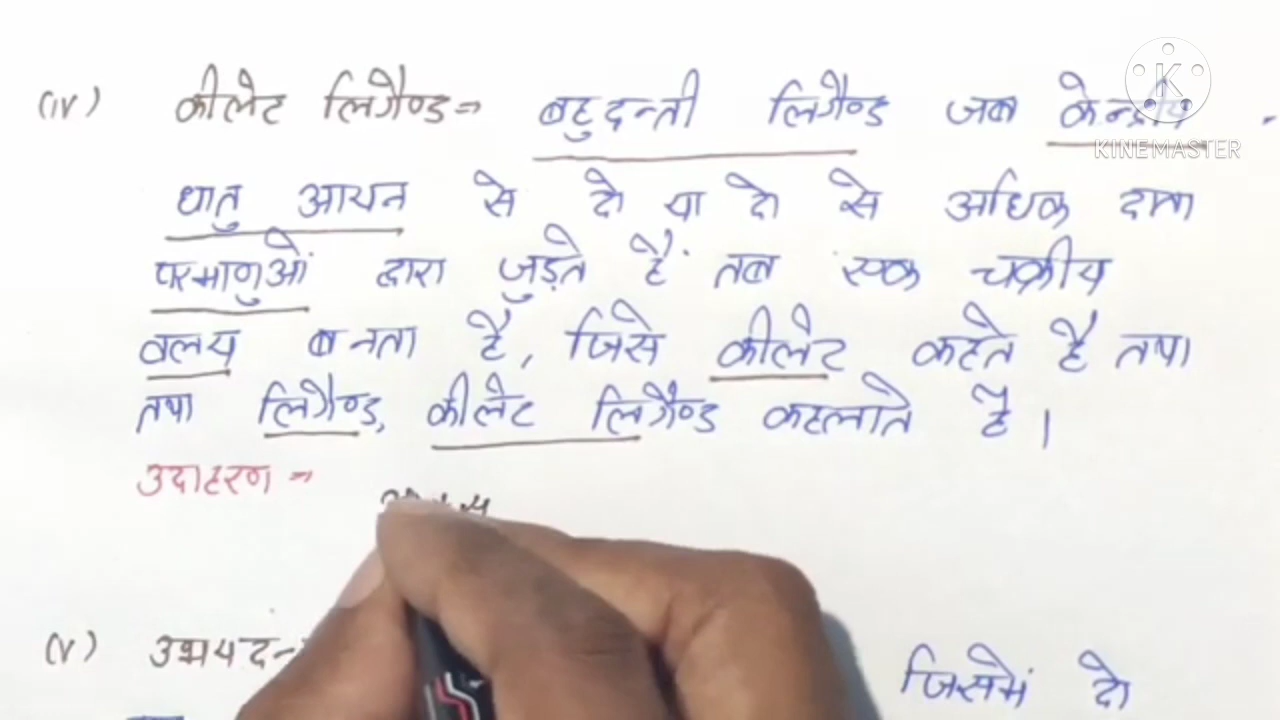 (iv) कीलेट लिगैण्ड⇒ बहुदन्ती लिगैण्ड जब केन्द्रीय
धातु आयन से दो या दो से अधिक दाता
परमाणुओं द्वारा जुड़ते हैं तब एक चक्रीय
वलय बनता है, जिसे कीलेट कहते है तथा
तथा लिगैण्ड, कीलेट लिगैण्ड कहलाते है।
उदाहरण ⇒
(v)
जिसमें दो
KINEMASTER